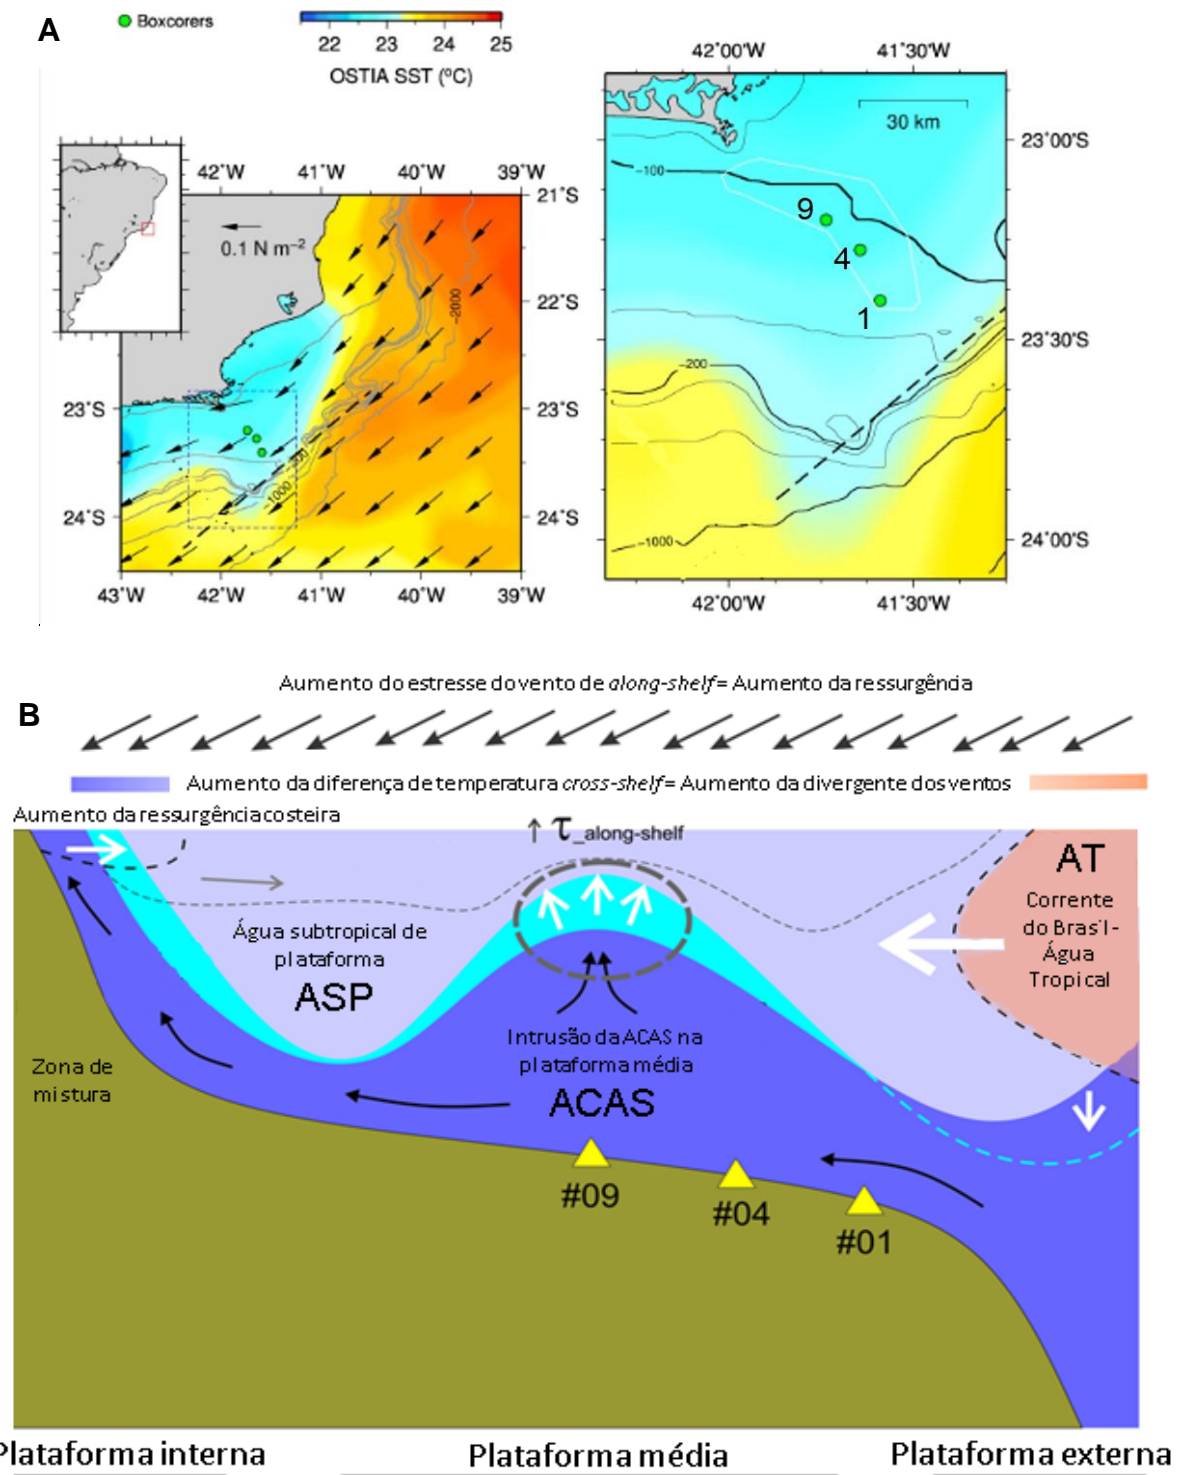 A
Boxcorers
22 23 24 25
OSTIA SST (ºC)
42°W 41°W 40°W 39°W
0.1 N m⁻²
21°S
22°S
23°S 23°S
24°S 24°S
-2000
-1000
43°W 42°W 41°W 40°W 39°W
42°00'W 41°30'W
30 km
-100
9
4
1
-200
-1000
23°00'S
23°30'S
24°00'S
42°00'W 41°30'W
Aumento do estresse do vento de along-shelf = Aumento da ressurgência
B
Aumento da diferença de temperatura cross-shelf = Aumento da divergente dos ventos
Aumento da ressurgência costeira
↑ τ_along-shelf
AT
Corrente
do Brasil -
Água
Tropical
Água subtropical de
plataforma
ASP
Intrusão da ACAS na
plataforma média
ACAS
Zona de
mistura
#09
#04
#01
Plataforma interna
Plataforma média
Plataforma externa